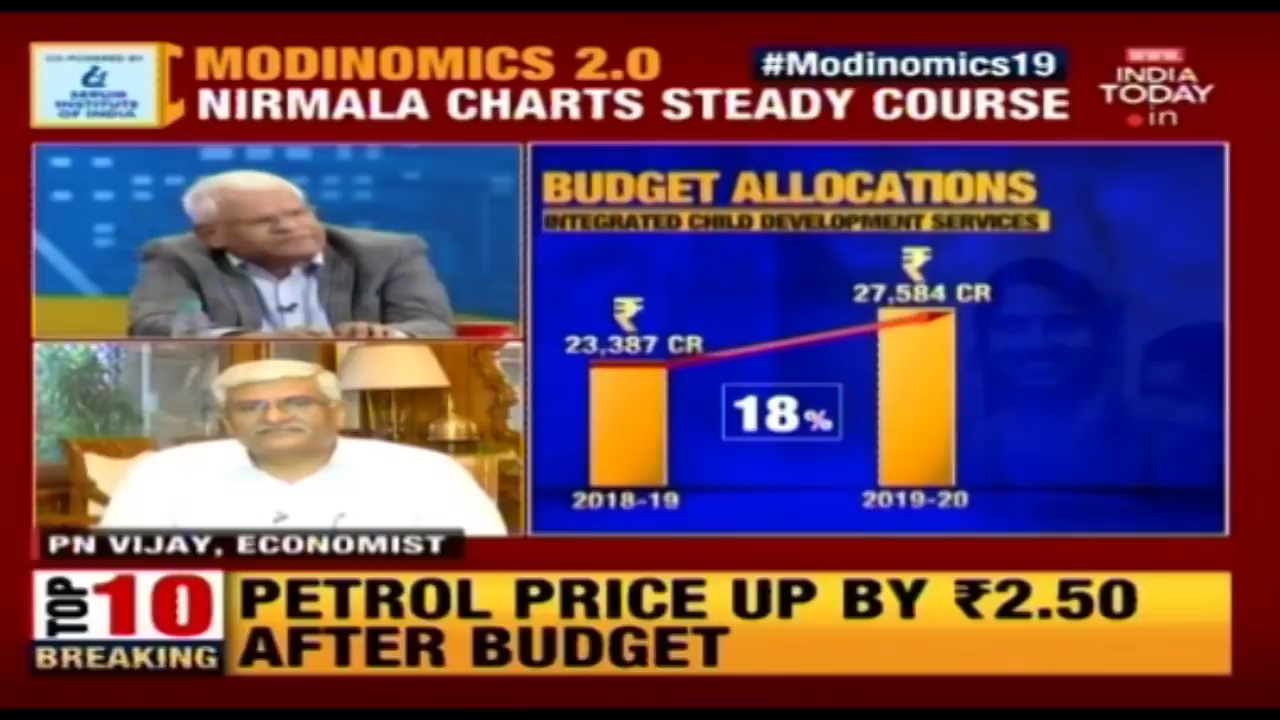 CO-POWERED BY
SERUM
INSTITUTE
OF INDIA
MODINOMICS 2.0
#Modinomics19
NIRMALA CHARTS STEADY COURSE
www.
INDIA
TODAY
.in
BUDGET ALLOCATIONS
INTEGRATED CHILD DEVELOPMENT SERVICES
₹
23,387 CR
₹
27,584 CR
18%
2018-19
2019-20
PN VIJAY, ECONOMIST
TOP 10
BREAKING
PETROL PRICE UP BY ₹2.50
AFTER BUDGET